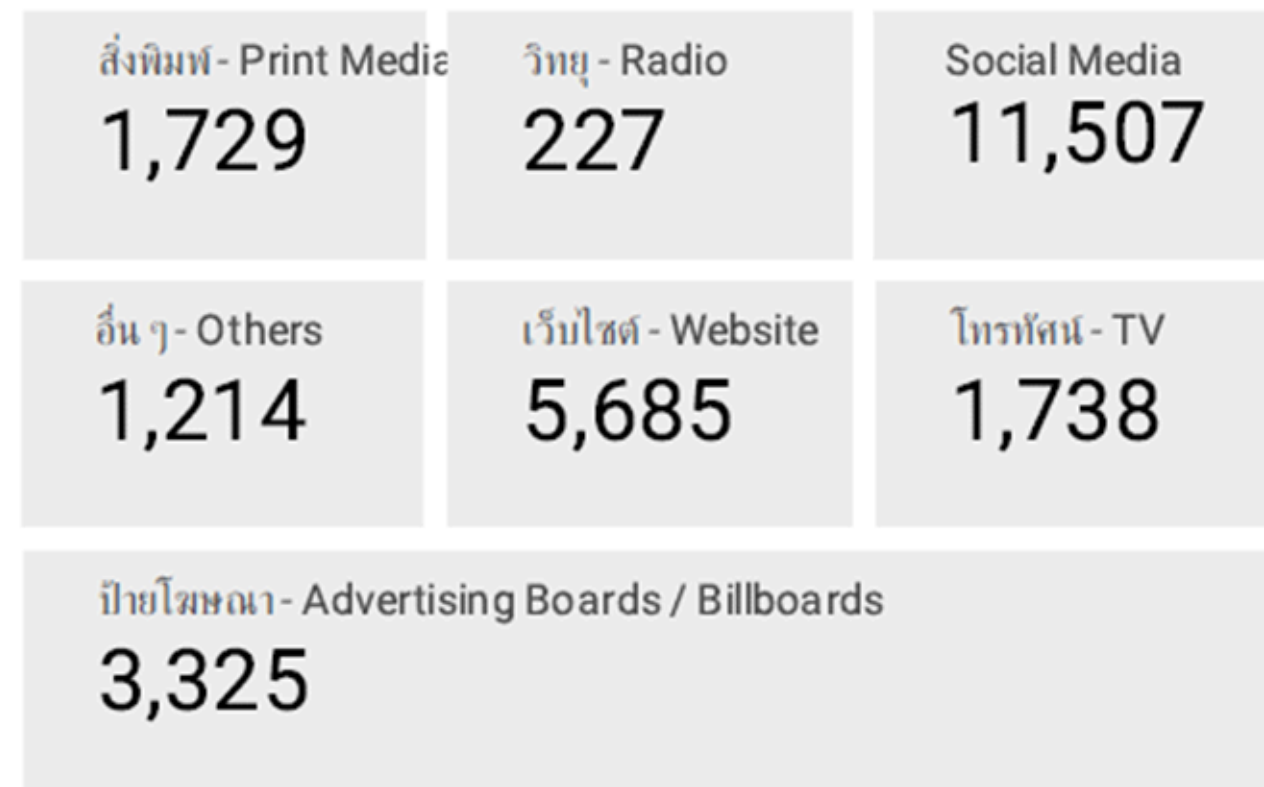 สิ่งพิมพ์ - Print Media
1,729
วิทยุ - Radio
227
Social Media
11,507
อื่น ๆ - Others
1,214
เว็บไซต์ - Website
5,685
โทรทัศน์ - TV
1,738
ป้ายโฆษณา - Advertising Boards / Billboards
3,325